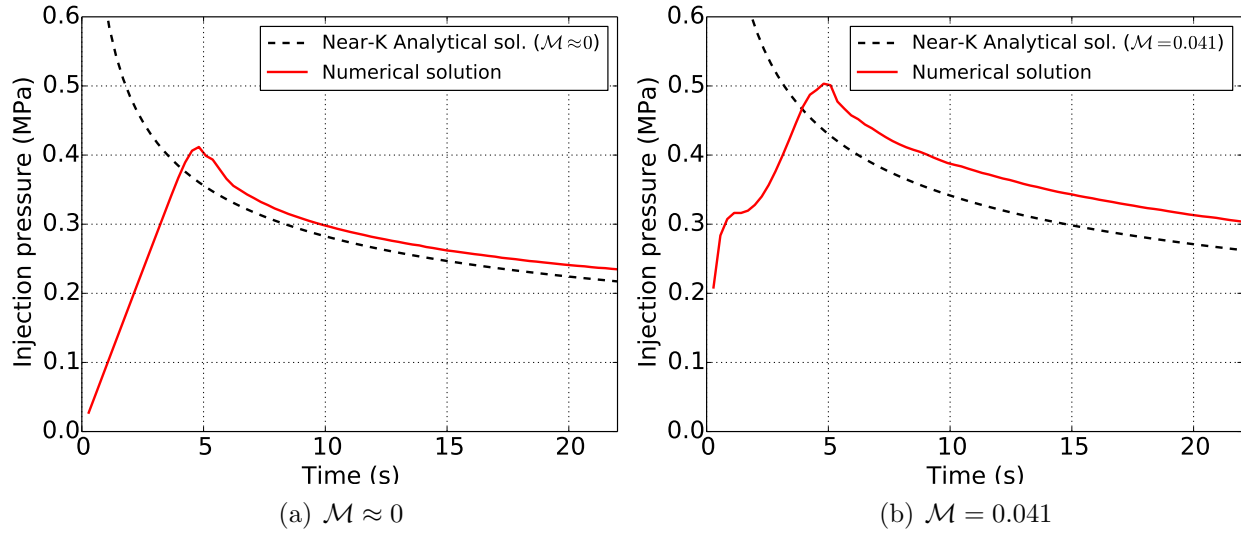 0.6
0.5
0.4
0.3
0.2
0.1
0.0
Injection pressure (MPa)
Near-K Analytical sol. (ℳ≈0)
Numerical solution
0 5 10 15 20
Time (s)
(a) ℳ ≈ 0
0.6
0.5
0.4
0.3
0.2
0.1
0.0
Injection pressure (MPa)
Near-K Analytical sol. (ℳ=0.041)
Numerical solution
0 5 10 15 20
Time (s)
(b) ℳ = 0.041